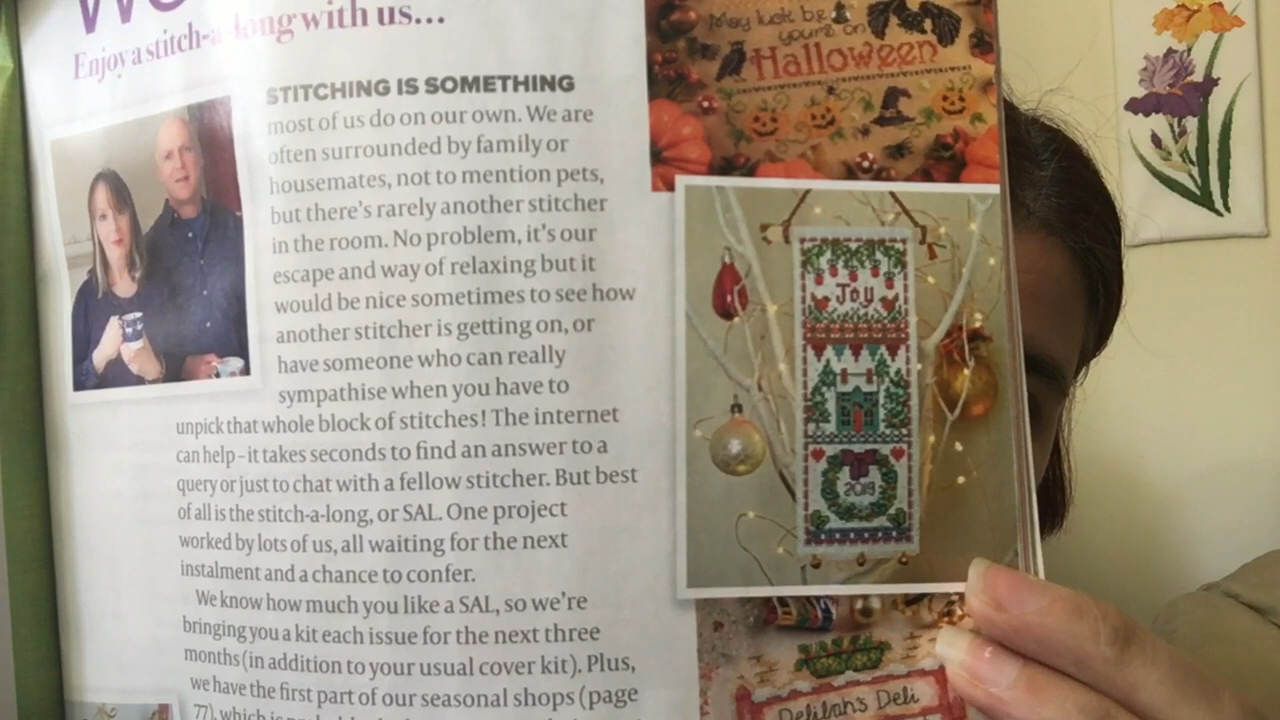 Enjoy a stitch-a-long with us...
STITCHING IS SOMETHING
most of us do on our own. We are
often surrounded by family or
housemates, not to mention pets,
but there's rarely another stitcher
in the room. No problem, it's our
escape and way of relaxing but it
would be nice sometimes to see how
another stitcher is getting on, or
have someone who can really
sympathise when you have to
unpick that whole block of stitches! The internet
can help – it takes seconds to find an answer to a
query or just to chat with a fellow stitcher. But best
of all is the stitch-a-long, or SAL. One project
worked by lots of us, all waiting for the next
instalment and a chance to confer.
We know how much you like a SAL, so we're
bringing you a kit each issue for the next three
months (in addition to your usual cover kit). Plus,
we have the first part of our seasonal shops (page
77), which is
May luck be
yours on
Halloween
Joy
2019
Delilah's Deli